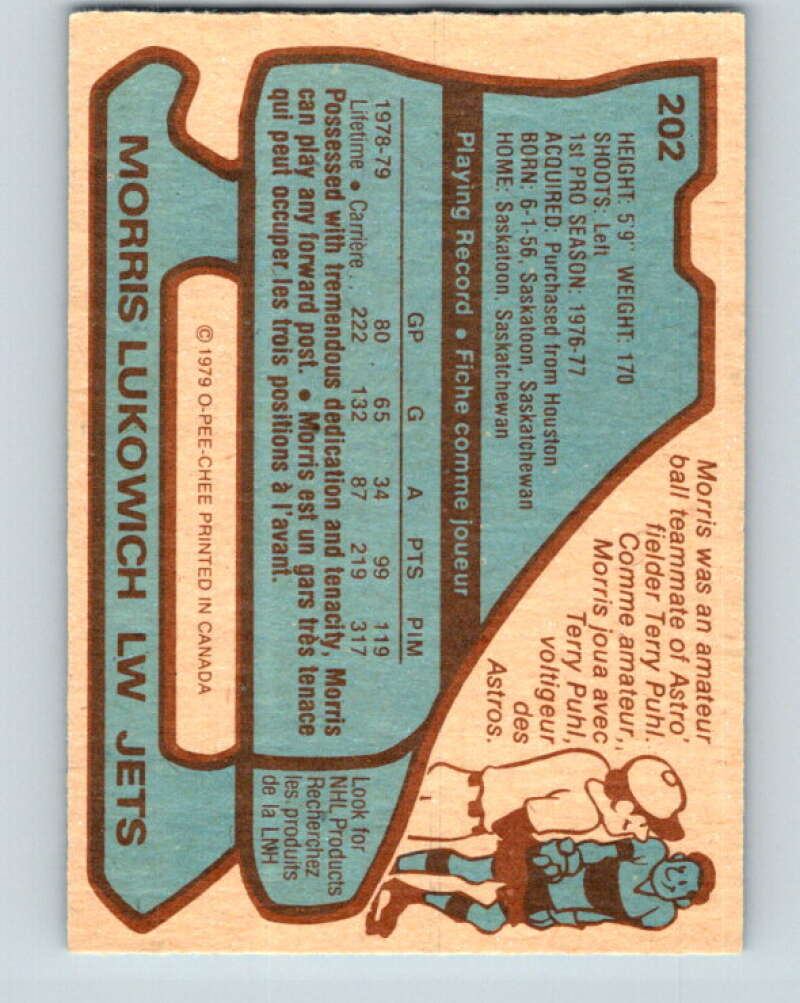 202
HEIGHT: 5'9" WEIGHT: 170
SHOOTS: Left
1st PRO SEASON: 1976-77
ACQUIRED: Purchased from Houston
BORN: 6-1-56, Saskatoon, Saskatchewan
HOME: Saskatoon, Saskatchewan
Morris was an amateur
ball teammate of Astro'
fielder Terry Puhl.
Comme amateur,
Morris joua avec
Terry Puhl,
voltigeur
des
Astros.
Playing Record • Fiche comme joueur
GP G A PTS PIM
1978-79 80 65 34 99 119
Lifetime • Carrière.. 222 132 87 219 317
Possessed with tremendous dedication and tenacity, Morris
can play any forward post. • Morris est un gars très tenace
qui peut occuper les trois positions à l'avant.
Look for
NHL Products
Recherchez
les produits
de la LNH
© 1979 O-PEE-CHEE PRINTED IN CANADA
MORRIS LUKOWICH LW JETS